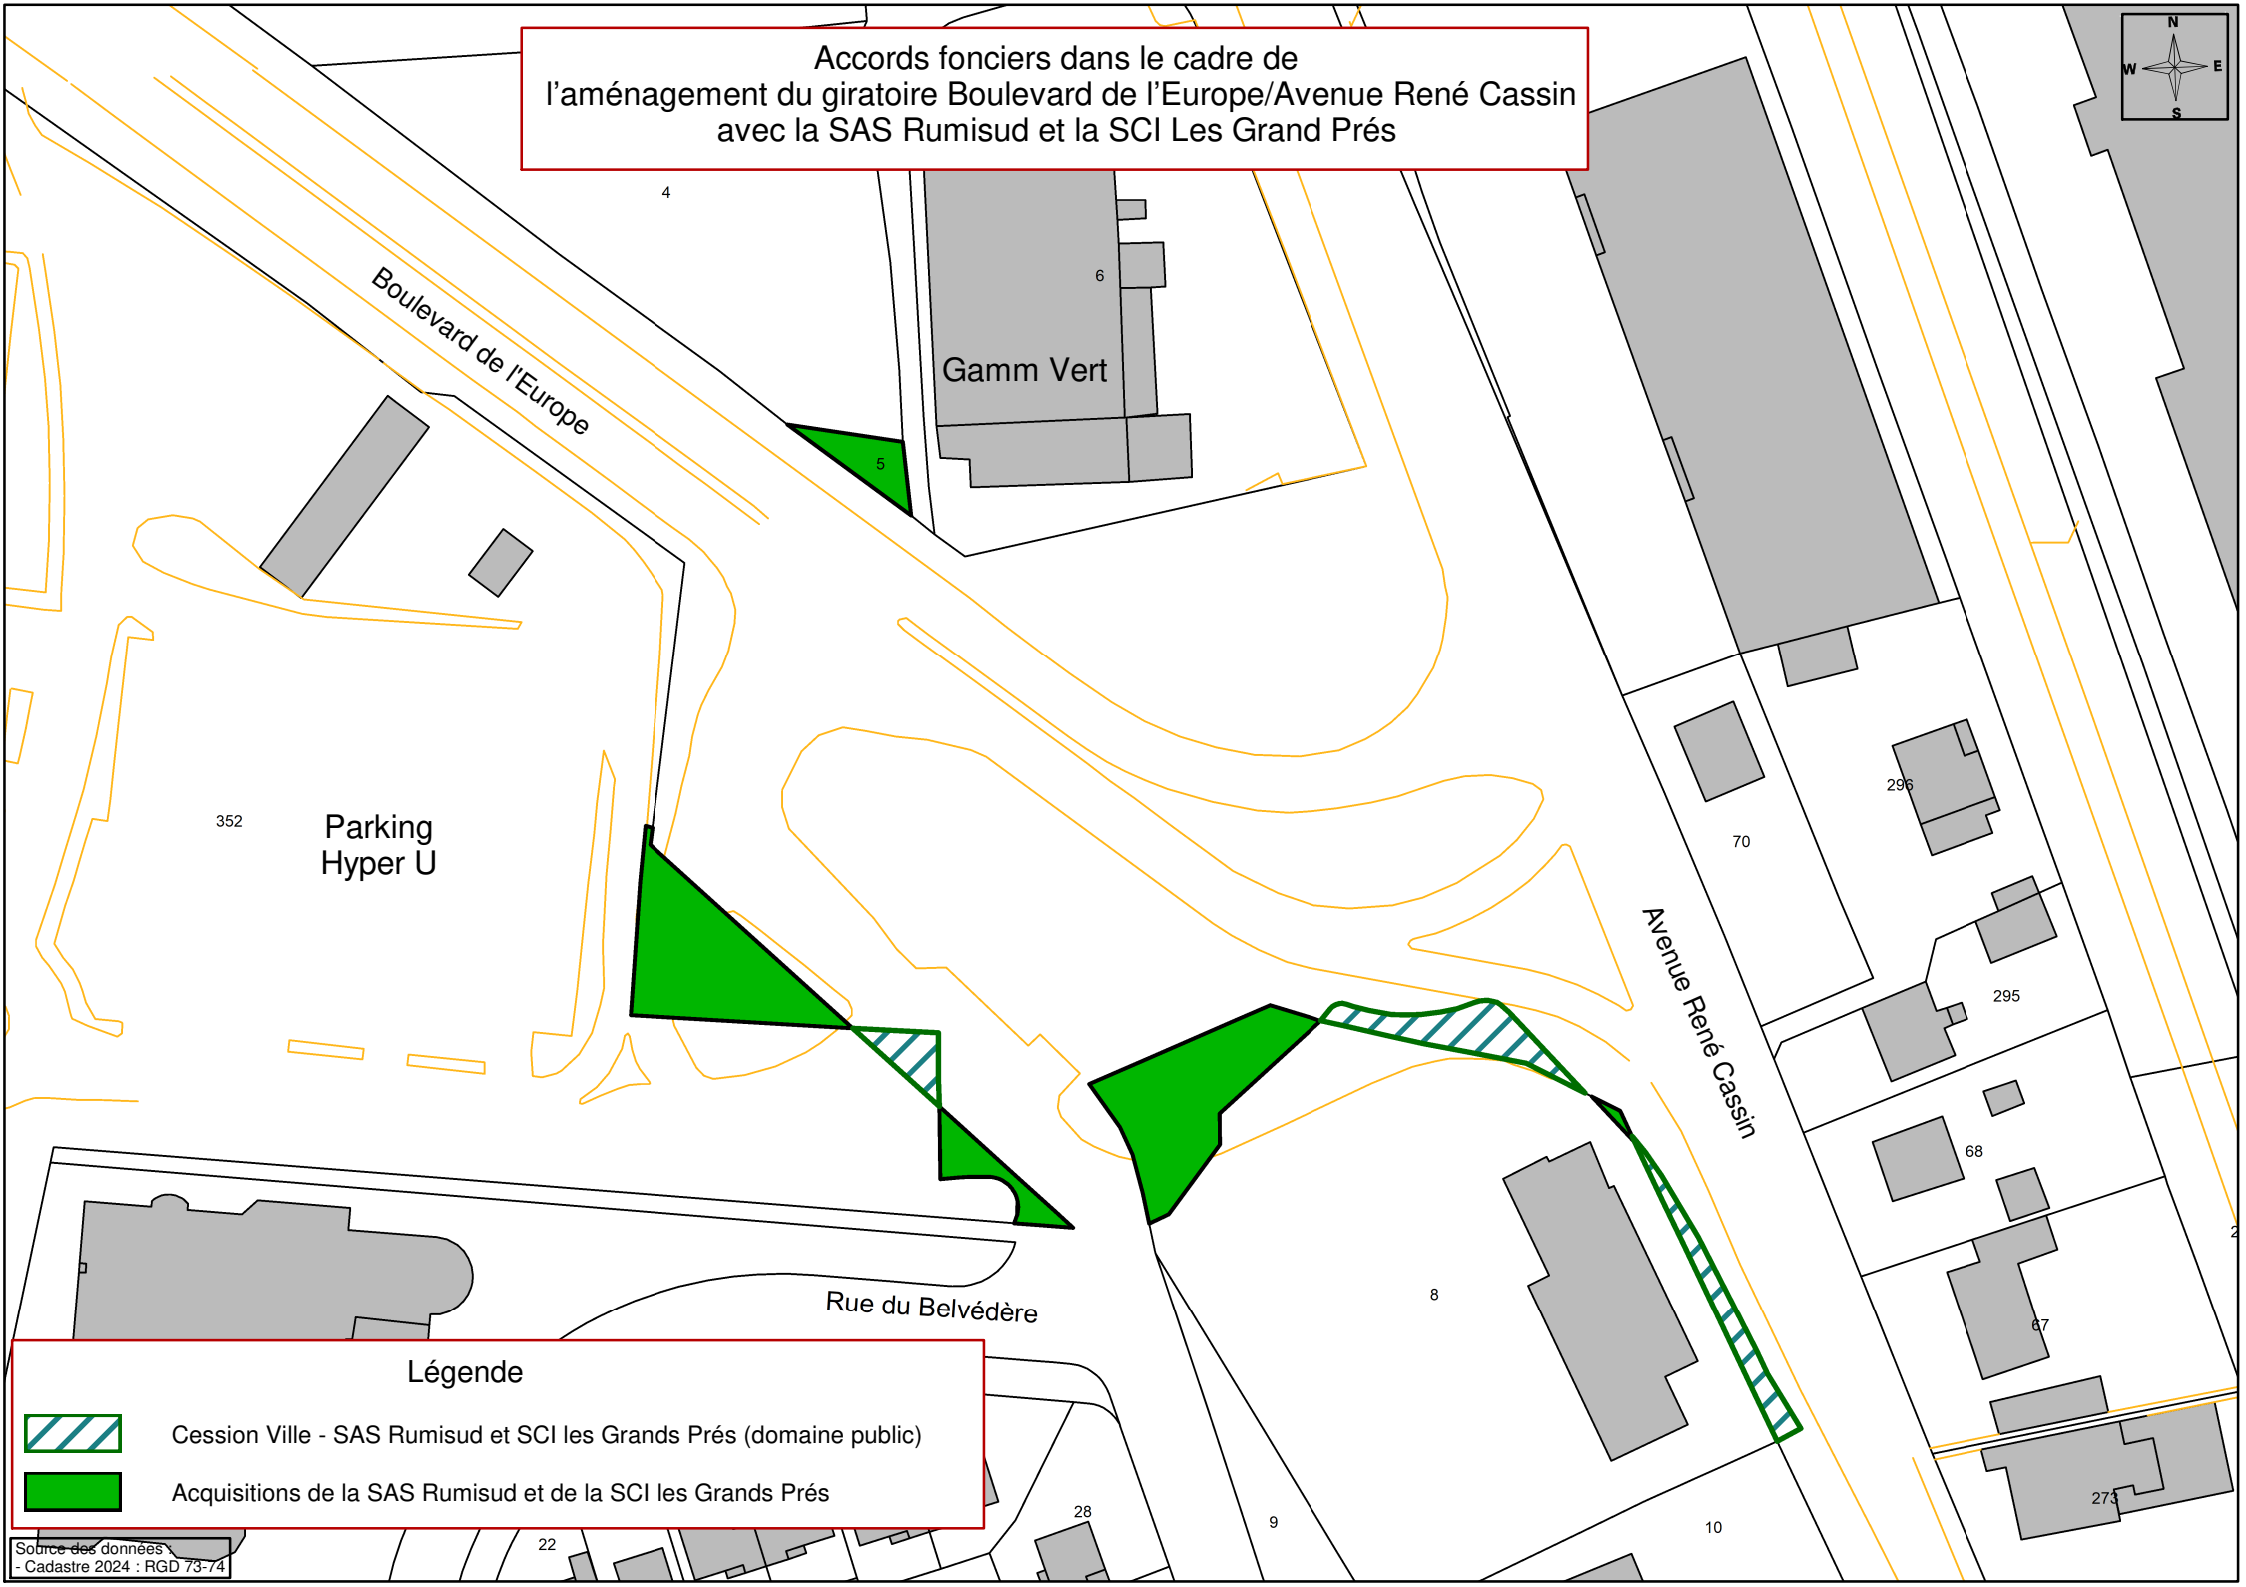 Accords fonciers dans le cadre de
l'aménagement du giratoire Boulevard de l'Europe/Avenue René Cassin
avec la SAS Rumisud et la SCI Les Grand Prés
N
W
E
S
4
6
Boulevard de l'Europe
Gamm Vert
5
352
Parking
Hyper U
296
70
Avenue René Cassin
295
68
8
67
Rue du Belvédère
2
Légende
Cession Ville - SAS Rumisud et SCI les Grands Prés (domaine public)
Acquisitions de la SAS Rumisud et de la SCI les Grands Prés
273
28
9
10
22
Source des données :
- Cadastre 2024 : RGD 73-74